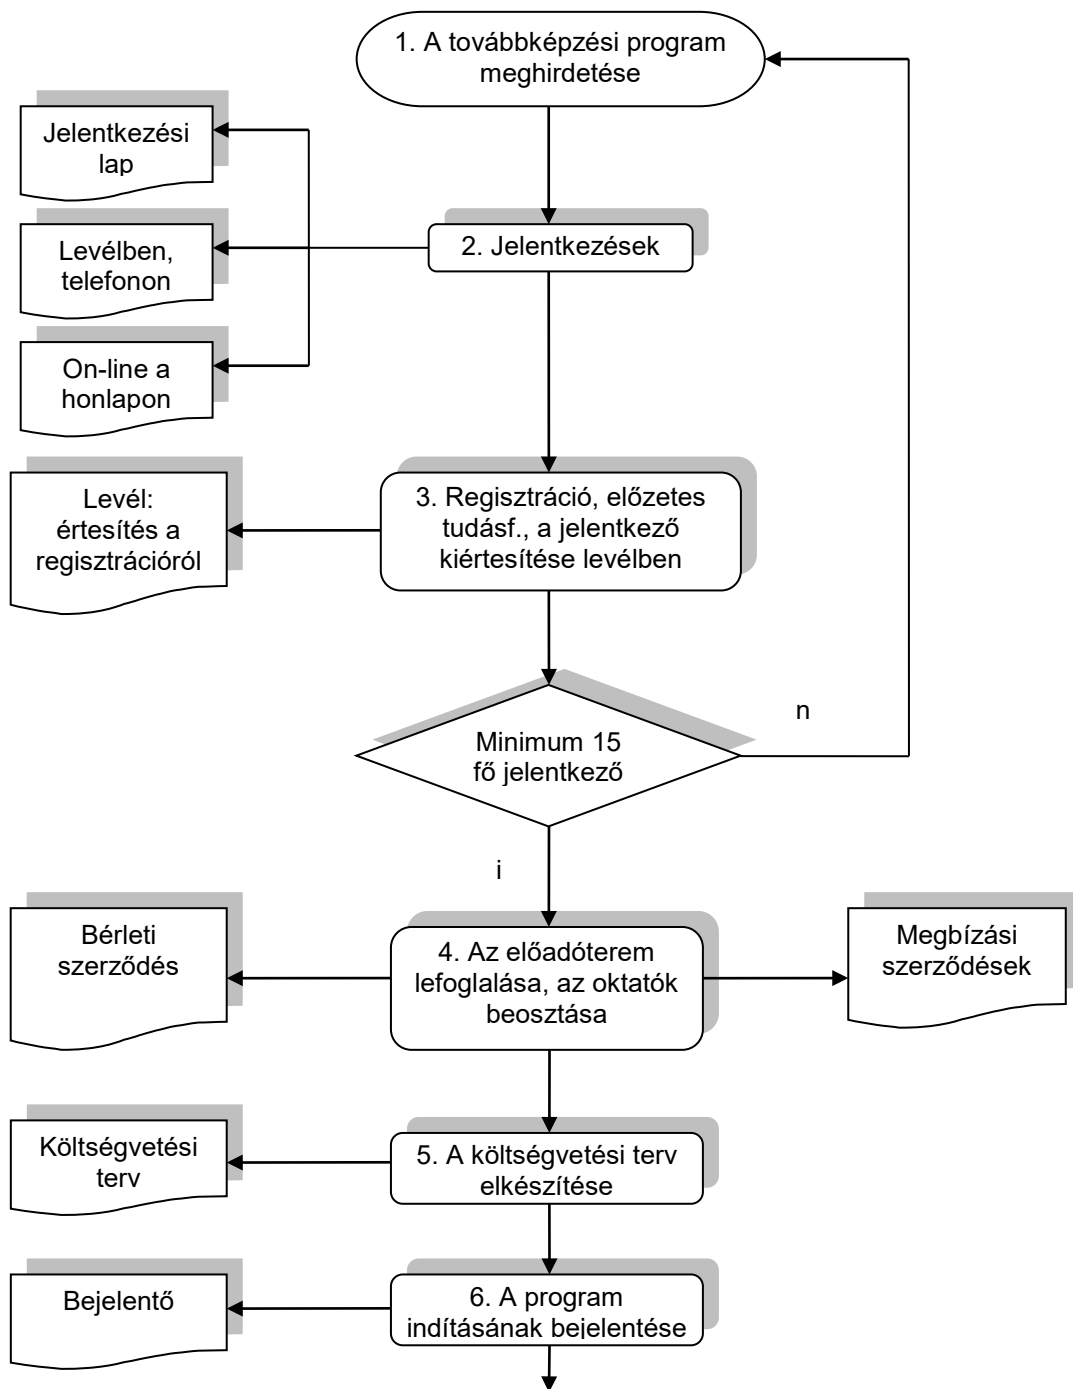 1. A továbbképzési program
meghirdetése
Jelentkezési
lap
2. Jelentkezések
Levélben,
telefonon
On-line a
honlapon
3. Regisztráció, előzetes
tudásf., a jelentkező
kiértesítése levélben
Levél:
értesítés a
regisztrációról
Minimum 15
fő jelentkező
n
i
Bérleti
szerződés
4. Az előadóterem
lefoglalása, az oktatók
beosztása
Megbízási
szerződések
Költségvetési
terv
5. A költségvetési terv
elkészítése
Bejelentő
6. A program
indításának bejelentése